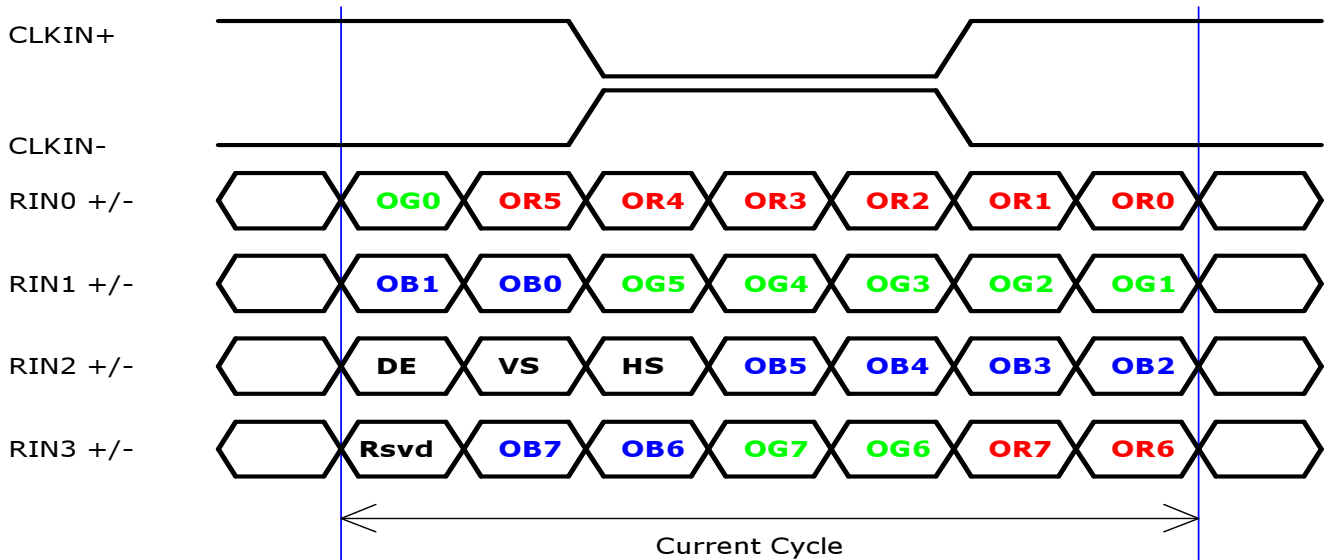 CLKIN+
CLKIN-
RIN0 +/- OG0 OR5 OR4 OR3 OR2 OR1 OR0
RIN1 +/- OB1 OB0 OG5 OG4 OG3 OG2 OG1
RIN2 +/- DE VS HS OB5 OB4 OB3 OB2
RIN3 +/- Rsvd OB7 OB6 OG7 OG6 OR7 OR6
Current Cycle